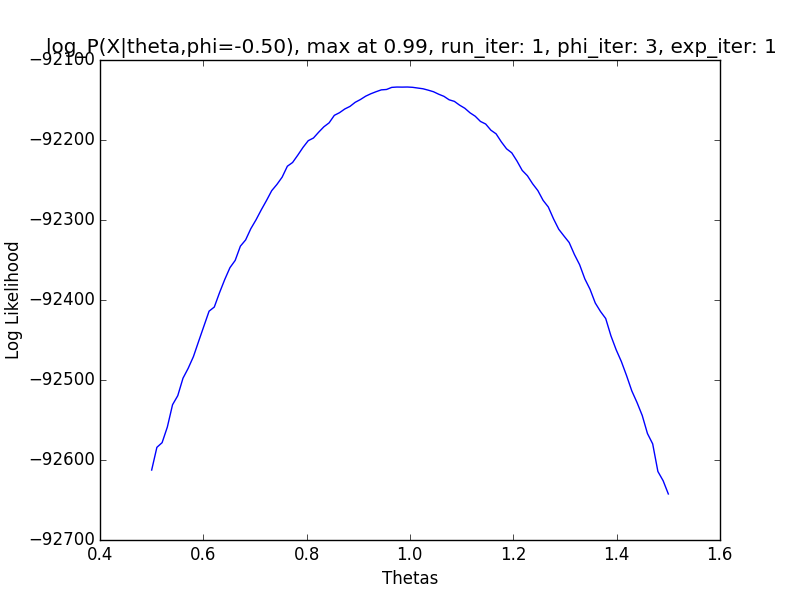 log P(X|theta,phi=-0.50), max at 0.99, run_iter: 1, phi_iter: 3, exp_iter: 1
−92100
−92200
−92300
−92400
−92500
−92600
−92700
Log Likelihood
0.4 0.6 0.8 1.0 1.2 1.4 1.6
Thetas